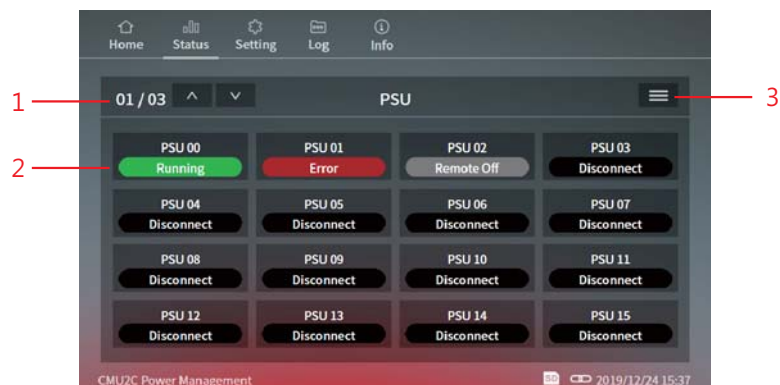 Home Status Setting Log Info
1 01 / 03 PSU 3
PSU 00 PSU 01 PSU 02 PSU 03
2 Running Error Remote Off Disconnect
PSU 04 PSU 05 PSU 06 PSU 07
Disconnect Disconnect Disconnect Disconnect
PSU 08 PSU 09 PSU 10 PSU 11
Disconnect Disconnect Disconnect Disconnect
PSU 12 PSU 13 PSU 14 PSU 15
Disconnect Disconnect Disconnect Disconnect
CMU2C Power Management SD 2019/12/24 15:37